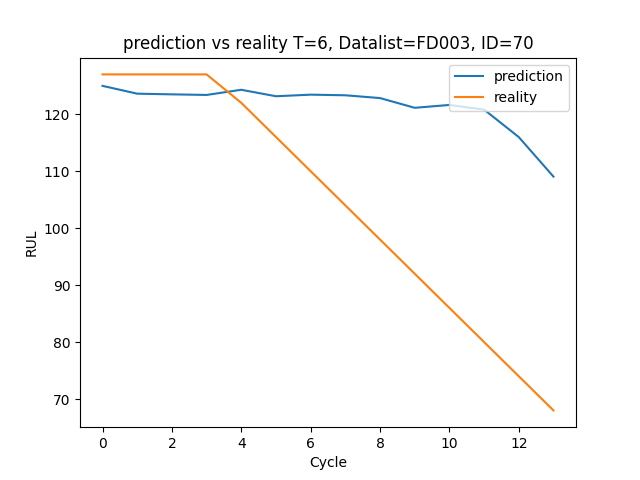 prediction vs reality T=6, Datalist=FD003, ID=70
prediction
reality
120
110
100
90
80
70
RUL
0 2 4 6 8 10 12
Cycle